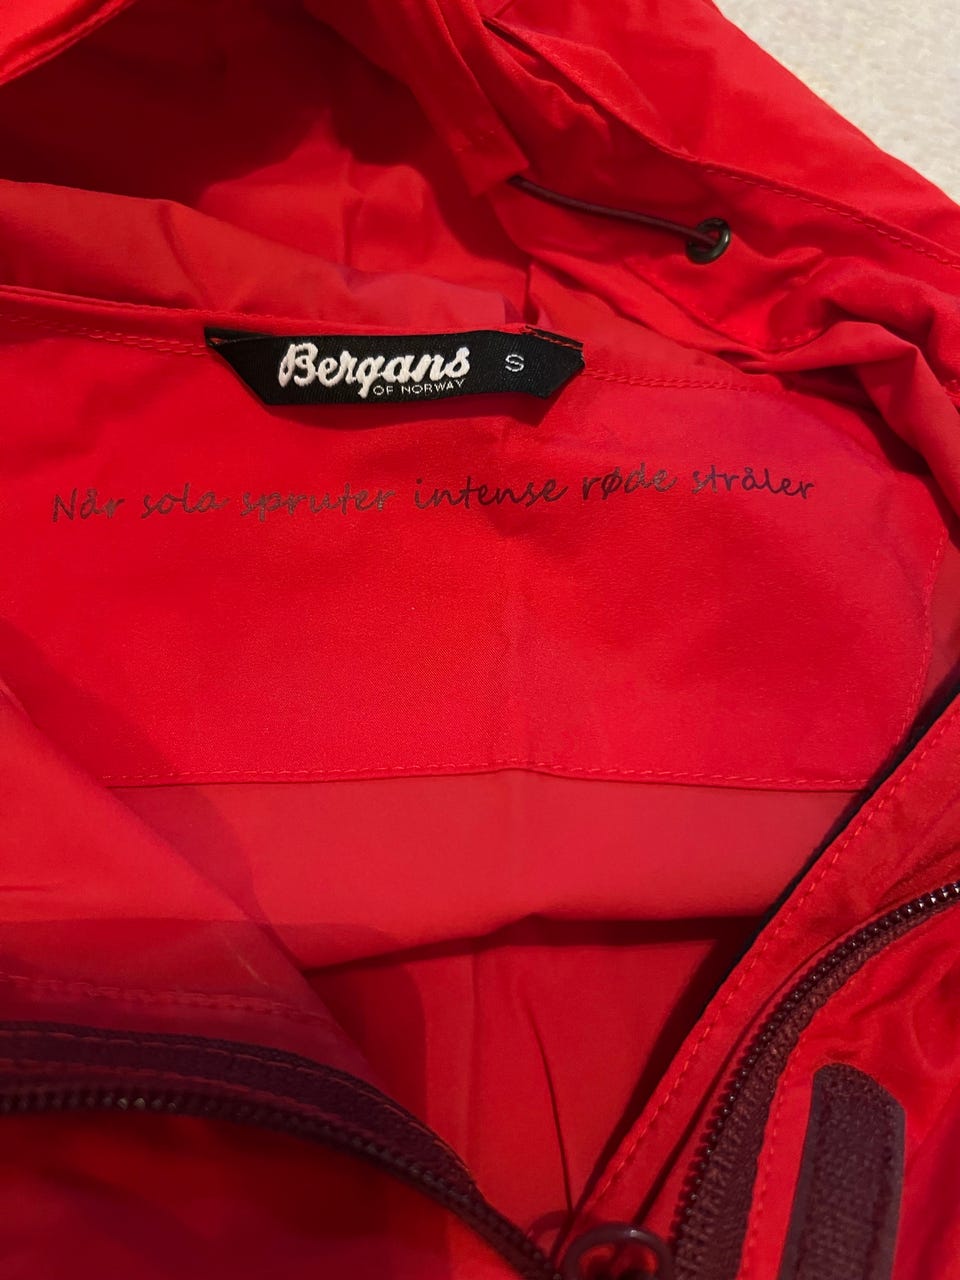 Bergans S
OF NORWAY
Når sola spruter intense røde stråler